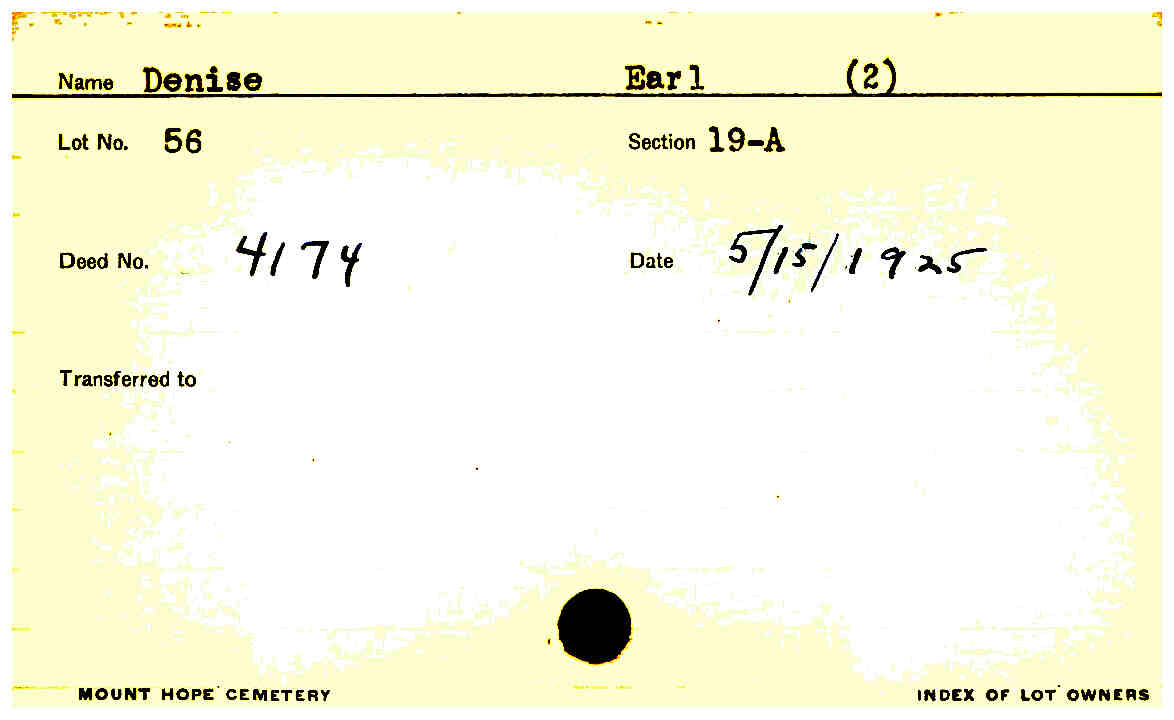 Name Denise Earl (2)
Lot No. 56 Section 19-A
Deed No. 4174 Date 5/15/1925
Transferred to
MOUNT HOPE CEMETERY INDEX OF LOT OWNERS